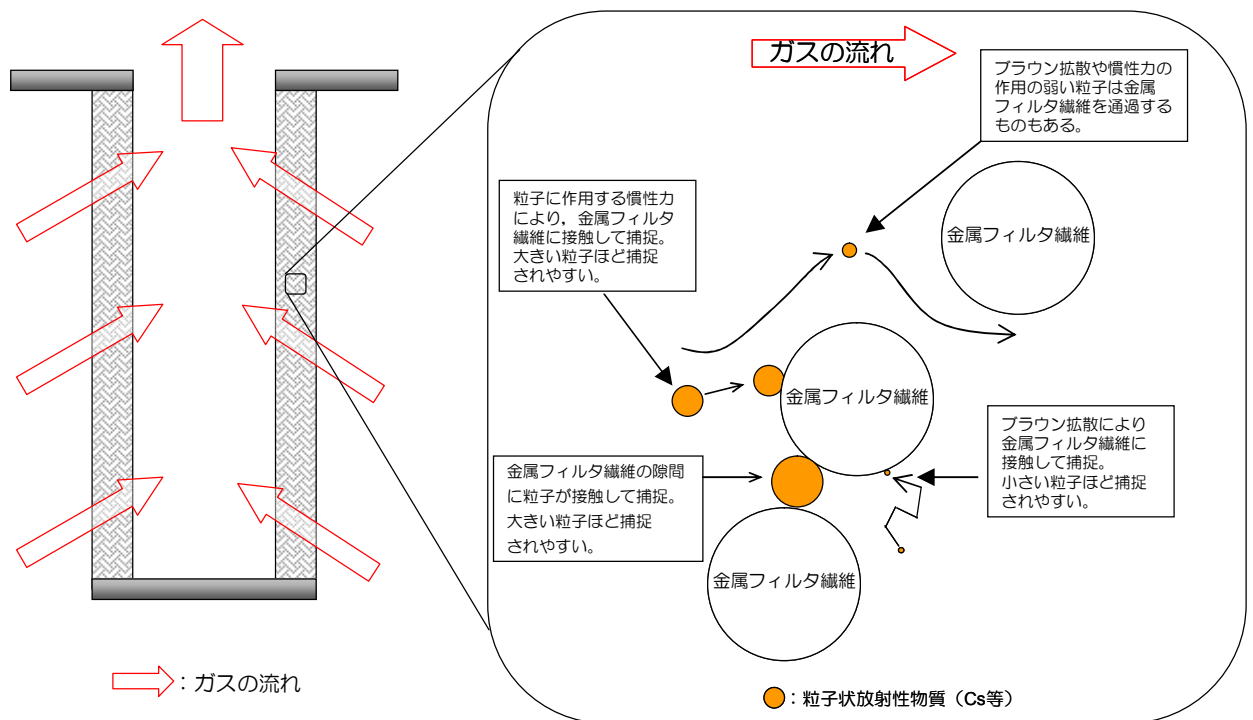 ガスの流れ
ブラウン拡散や慣性力の
作用の弱い粒子は金属
フィルタ繊維を通過する
ものもある。
粒子に作用する慣性力
により，金属フィルタ
繊維に接触して捕捉。
大きい粒子ほど捕捉
されやすい。
金属フィルタ繊維
金属フィルタ繊維
ブラウン拡散により
金属フィルタ繊維に
接触して捕捉。
小さい粒子ほど捕捉
されやすい。
金属フィルタ繊維の隙間
に粒子が接触して捕捉。
大きい粒子ほど捕捉
されやすい。
金属フィルタ繊維
：ガスの流れ
：粒子状放射性物質（Cs等）